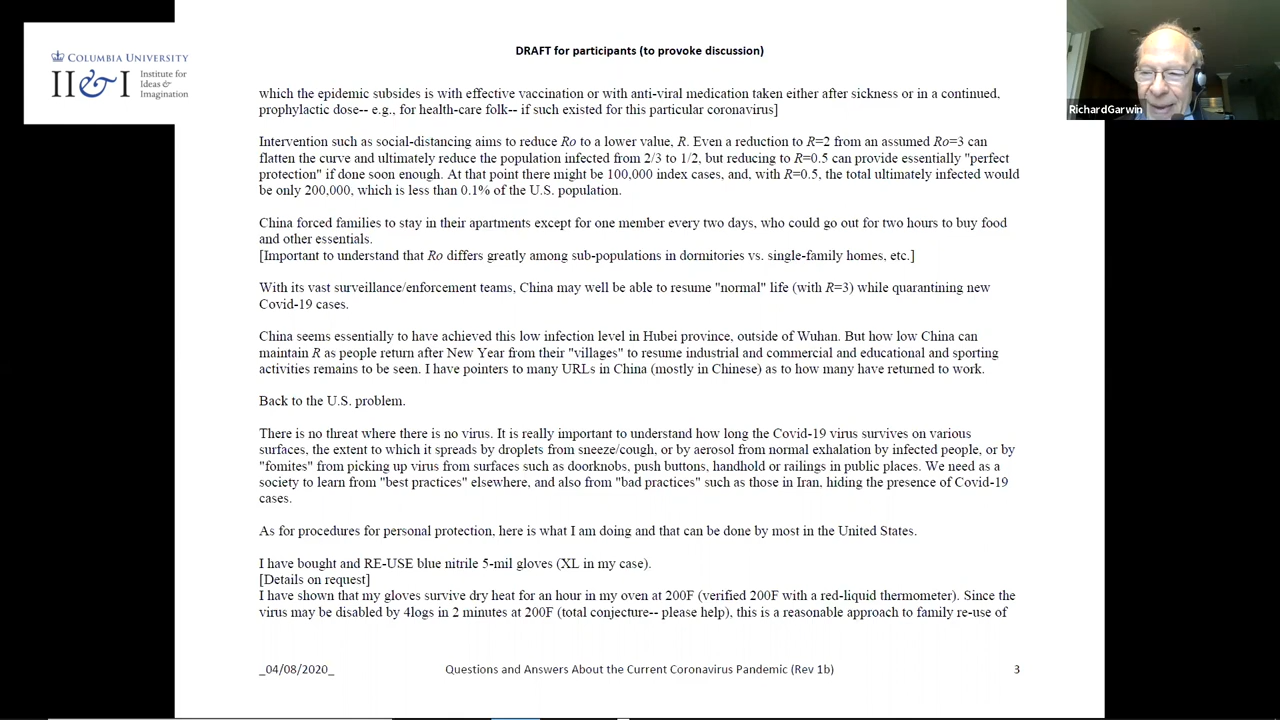 COLUMBIA UNIVERSITY
II&I
Institute for
Ideas &
Imagination
RichardGarwin
DRAFT for participants (to provoke discussion)
which the epidemic subsides is with effective vaccination or with anti-viral medication taken either after sickness or in a continued,
prophylactic dose-- e.g., for health-care folk-- if such existed for this particular coronavirus]
Intervention such as social-distancing aims to reduce Ro to a lower value, R. Even a reduction to R=2 from an assumed Ro=3 can
flatten the curve and ultimately reduce the population infected from 2/3 to 1/2, but reducing to R=0.5 can provide essentially "perfect
protection" if done soon enough. At that point there might be 100,000 index cases, and, with R=0.5, the total ultimately infected would
be only 200,000, which is less than 0.1% of the U.S. population.
China forced families to stay in their apartments except for one member every two days, who could go out for two hours to buy food
and other essentials.
[Important to understand that Ro differs greatly among sub-populations in dormitories vs. single-family homes, etc.]
With its vast surveillance/enforcement teams, China may well be able to resume "normal" life (with R=3) while quarantining new
Covid-19 cases.
China seems essentially to have achieved this low infection level in Hubei province, outside of Wuhan. But how low China can
maintain R as people return after New Year from their "villages" to resume industrial and commercial and educational and sporting
activities remains to be seen. I have pointers to many URLs in China (mostly in Chinese) as to how many have returned to work.
Back to the U.S. problem.
There is no threat where there is no virus. It is really important to understand how long the Covid-19 virus survives on various
surfaces, the extent to which it spreads by droplets from sneeze/cough, or by aerosol from normal exhalation by infected people, or by
"fomites" from picking up virus from surfaces such as doorknobs, push buttons, handhold or railings in public places. We need as a
society to learn from "best practices" elsewhere, and also from "bad practices" such as those in Iran, hiding the presence of Covid-19
cases.
As for procedures for personal protection, here is what I am doing and that can be done by most in the United States.
I have bought and RE-USE blue nitrile 5-mil gloves (XL in my case).
[Details on request]
I have shown that my gloves survive dry heat for an hour in my oven at 200F (verified 200F with a red-liquid thermometer). Since the
virus may be disabled by 4logs in 2 minutes at 200F (total conjecture-- please help), this is a reasonable approach to family re-use of
_04/08/2020_ Questions and Answers About the Current Coronavirus Pandemic (Rev 1b) 3